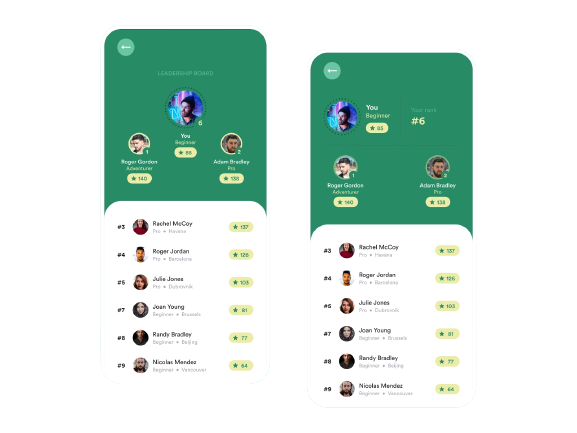 LEADERSHIP BOARD
6
You
Beginner
85
1
Roger Gordon
Adventurer
140
2
Adam Bradley
Pro
138
#3 Rachel McCoy 137
Pro • Havana
#4 Roger Jordan 126
Pro • Barcelona
#5 Julie Jones 103
Pro • Dubrovnik
#7 Joan Young 81
Beginner • Brussels
#8 Randy Bradley 77
Beginner • Beijing
#9 Nicolas Mendez 64
Beginner • Vancouver
You
Beginner
85
Your rank
#6
1
Roger Gordon
Adventurer
140
2
Adam Bradley
Pro
138
#3 Rachel McCoy 137
Pro • Havana
#4 Roger Jordan 126
Pro • Barcelona
#5 Julie Jones 103
Pro • Dubrovnik
#7 Joan Young 81
Beginner • Brussels
#8 Randy Bradley 77
Beginner • Beijing
#9 Nicolas Mendez 64
Beginner • Vancouver